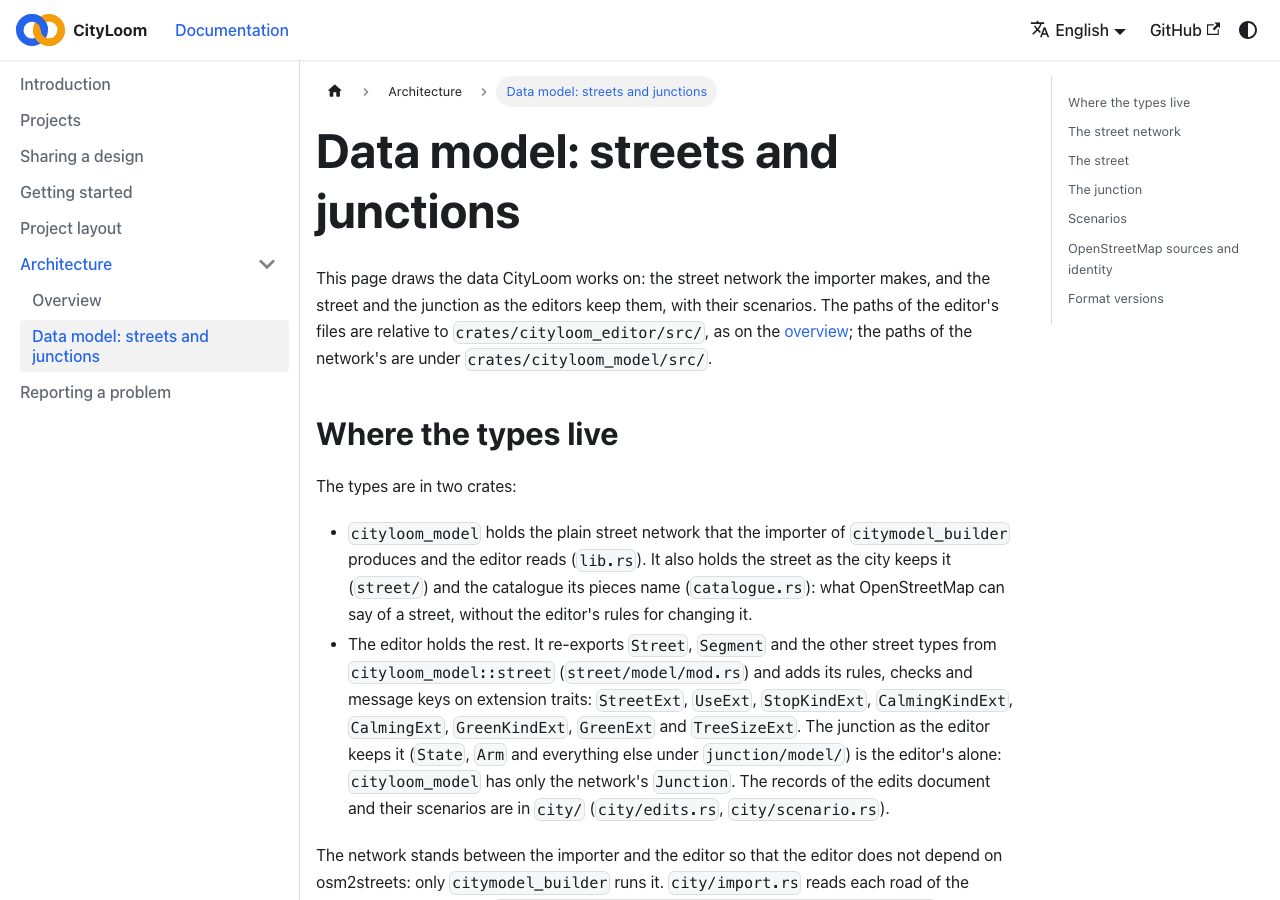 CityLoom
Documentation
English
GitHub
Introduction
Projects
Sharing a design
Getting started
Project layout
Architecture
Overview
Data model: streets and
junctions
Reporting a problem
Architecture
Data model: streets and junctions
Data model: streets and
junctions
This page draws the data CityLoom works on: the street network the importer makes, and the
street and the junction as the editors keep them, with their scenarios. The paths of the editor's
files are relative to crates/cityloom_editor/src/, as on the overview; the paths of the
network's are under crates/cityloom_model/src/.
Where the types live
The types are in two crates:
cityloom_model holds the plain street network that the importer of citymodel_builder
produces and the editor reads (lib.rs). It also holds the street as the city keeps it
(street/) and the catalogue its pieces name (catalogue.rs): what OpenStreetMap can
say of a street, without the editor's rules for changing it.
The editor holds the rest. It re-exports Street, Segment and the other street types from
cityloom_model::street (street/model/mod.rs) and adds its rules, checks and
message keys on extension traits: StreetExt, UseExt, StopKindExt, CalmingKindExt,
CalmingExt, GreenKindExt, GreenExt and TreeSizeExt. The junction as the editor
keeps it (State, Arm and everything else under junction/model/) is the editor's alone:
cityloom_model has only the network's Junction. The records of the edits document
and their scenarios are in city/ (city/edits.rs, city/scenario.rs).
The network stands between the importer and the editor so that the editor does not depend on
osm2streets: only citymodel_builder runs it. city/import.rs reads each road of the
Where the types live
The street network
The street
The junction
Scenarios
OpenStreetMap sources and
identity
Format versions